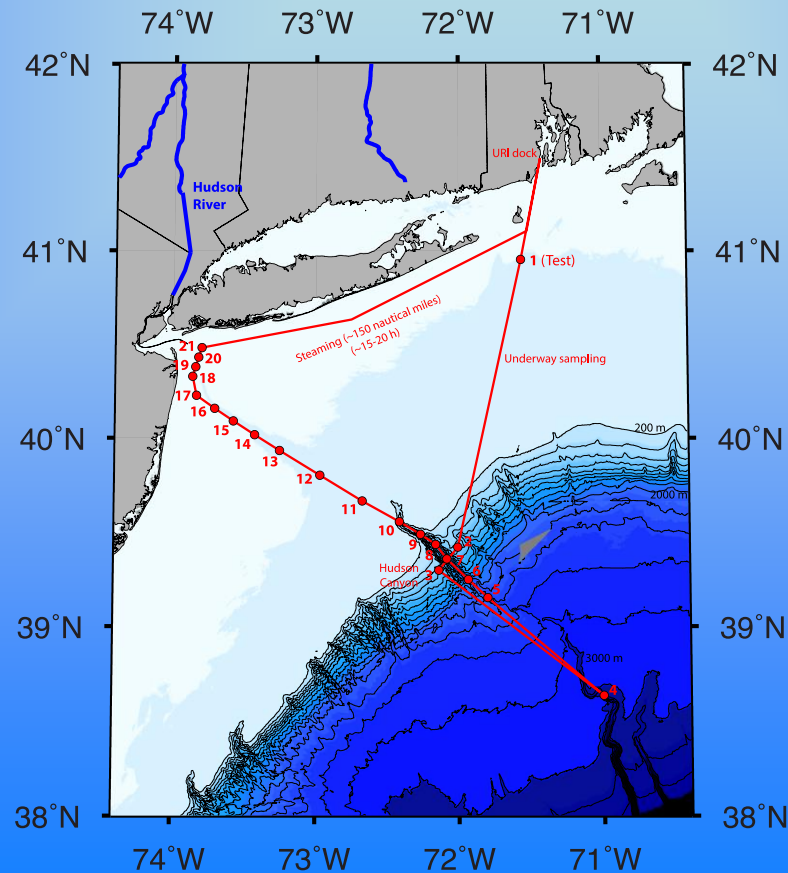 74˚W 73˚W 72˚W 71˚W
42˚N 42˚N
URI dock
Hudson
River
41˚N 41˚N
1 (Test)
Steaming (~150 nautical miles)
(~15-20 h)
21
20
Underway sampling
19
18
17
16
15
200 m
40˚N 40˚N
14
13
12
2000 m
11
10
9
2
8
7
Hudson
Canyon
3
6
5
39˚N 39˚N
3000 m
4
38˚N 38˚N
74˚W 73˚W 72˚W 71˚W